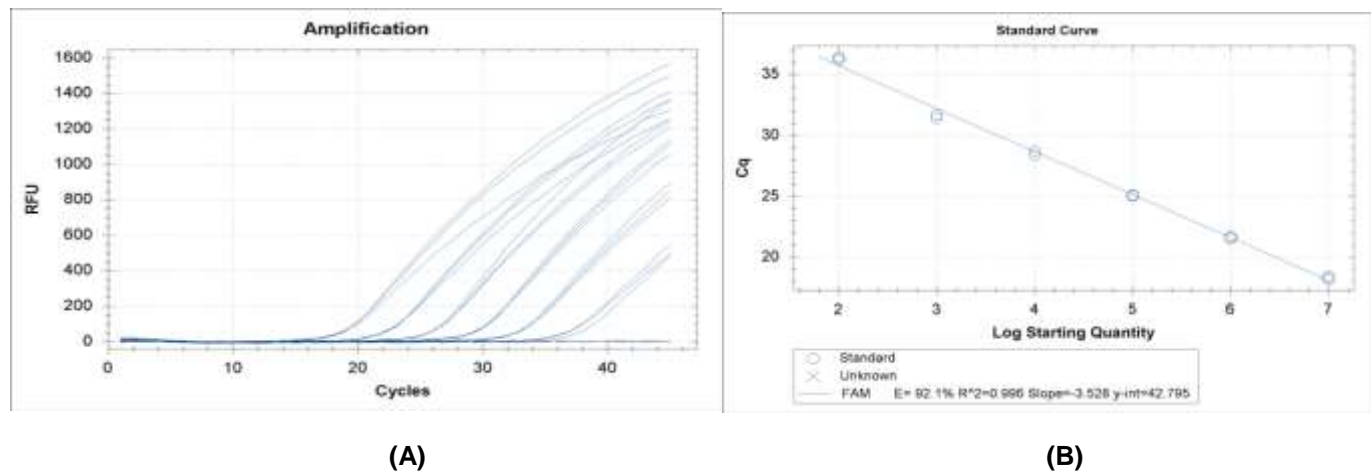 Amplification
1600
1400
1200
1000
800
600
400
200
0
RFU
0 10 20 30 40
Cycles
(A)
Standard Curve
35
30
25
20
Cq
2 3 4 5 6 7
Log Starting Quantity
Standard
Unknown
FAM E= 92.1% R^2=0.996 Slope=-3.528 y-int=42.795
(B)